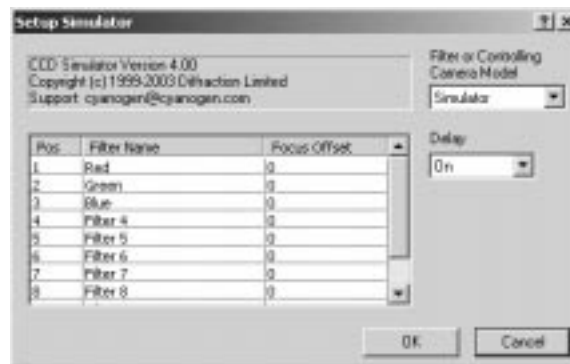 Setup Simulator
CCD Simulator Version 4.00
Copyright (c) 1999-2003 Diffraction Limited
Support: cyanogen@cyanogen.com
Filter or Controlling
Camera Model
Simulator
Delay
On
Pos Filter Name Focus Offset
1 Red 0
2 Green 0
3 Blue 0
4 Filter 4 0
5 Filter 5 0
6 Filter 6 0
7 Filter 7 0
8 Filter 8 0
OK Cancel